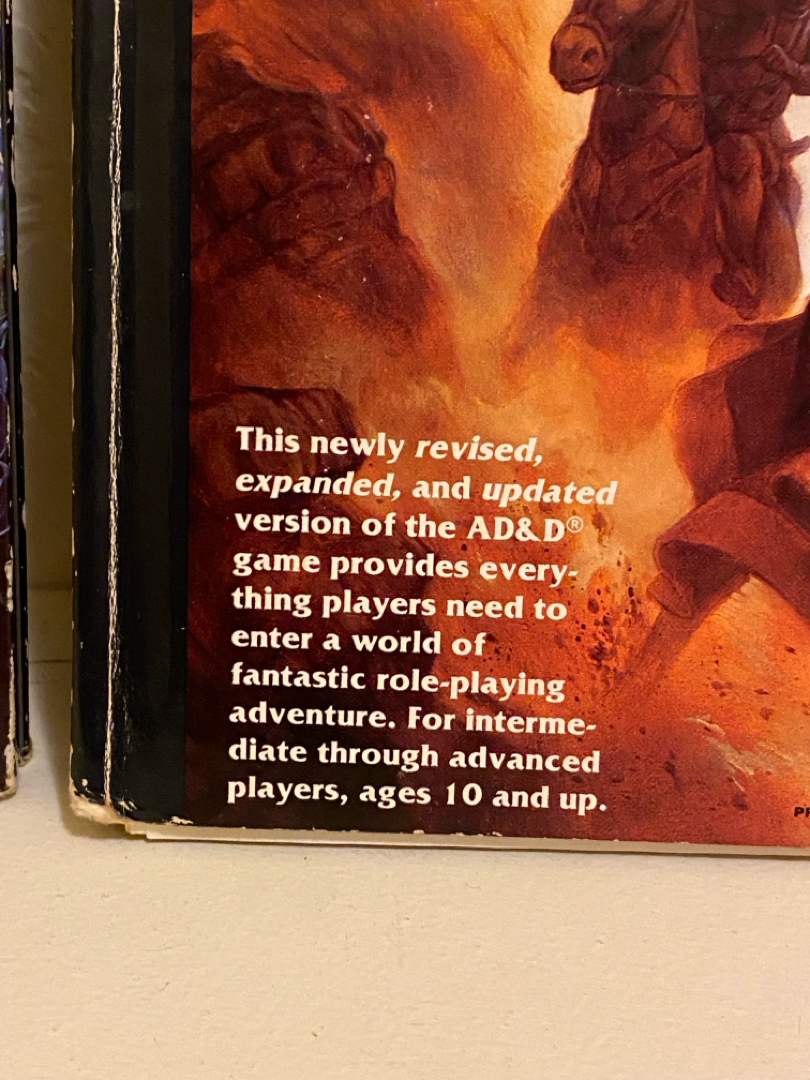 This newly revised,
expanded, and updated
version of the AD&D®
game provides every-
thing players need to
enter a world of
fantastic role-playing
adventure. For interme-
diate through advanced
players, ages 10 and up.